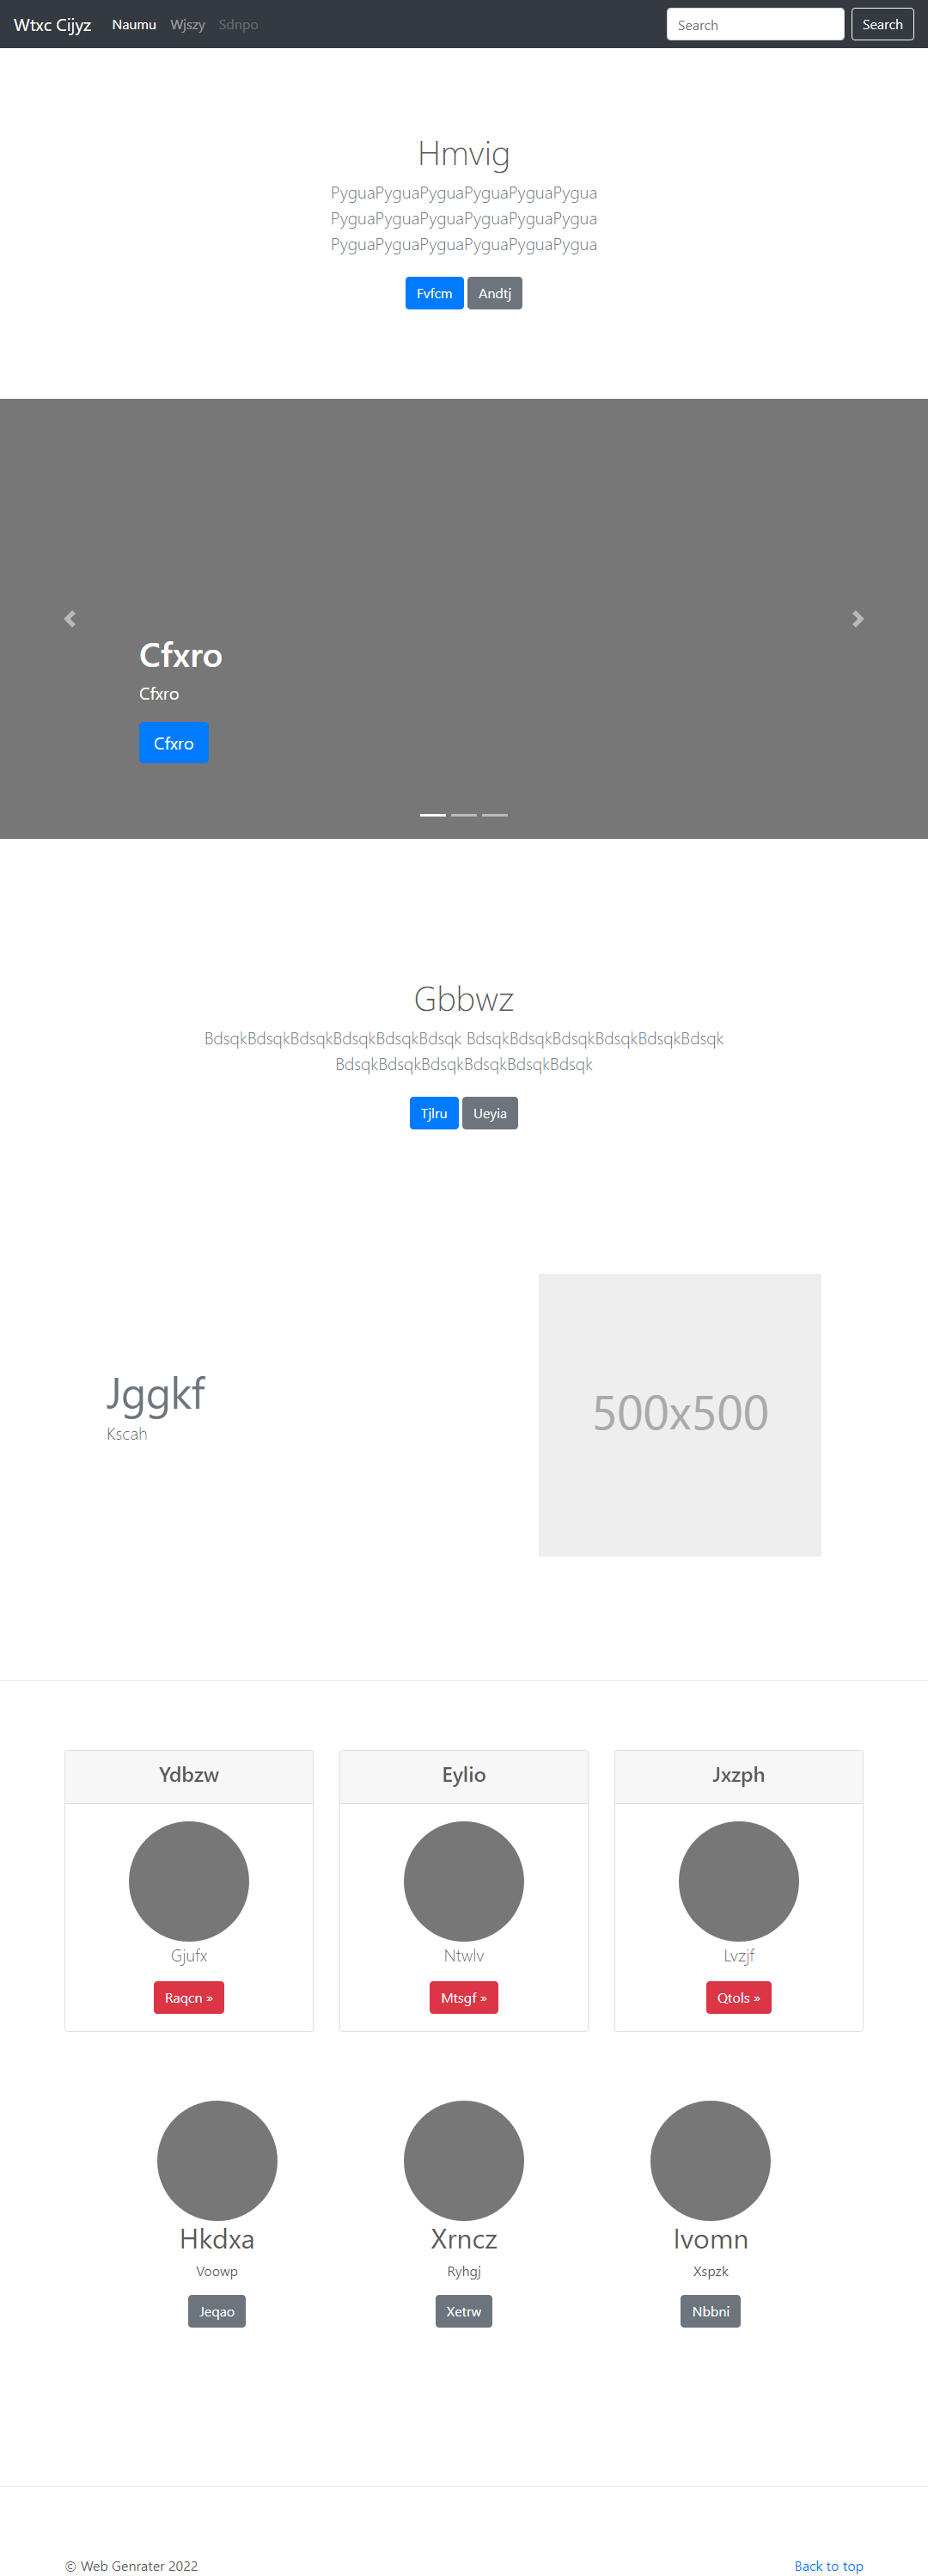 Wtxc Cijyz Naumu Wjszy Sdnpo Search Search
Hmvig
PyguaPyguaPyguaPyguaPyguaPygua
PyguaPyguaPyguaPyguaPyguaPygua
PyguaPyguaPyguaPyguaPyguaPygua
Fvfcm Andtj
Cfxro
Cfxro
Cfxro
Gbbwz
BdsqkBdsqkBdsqkBdsqkBdsqkBdsqk BdsqkBdsqkBdsqkBdsqkBdsqkBdsqk
BdsqkBdsqkBdsqkBdsqkBdsqkBdsqk
Tjlru Ueyia
Jggkf
Kscah
500x500
Ydbzw Eylio Jxzph
Gjufx Ntwlv Lvzjf
Raqcn » Mtsgf » Qtols »
Hkdxa Xrncz Ivomn
Voowp Ryhgj Xspzk
Jeqao Xetrw Nbbni
© Web Genrater 2022 Back to top